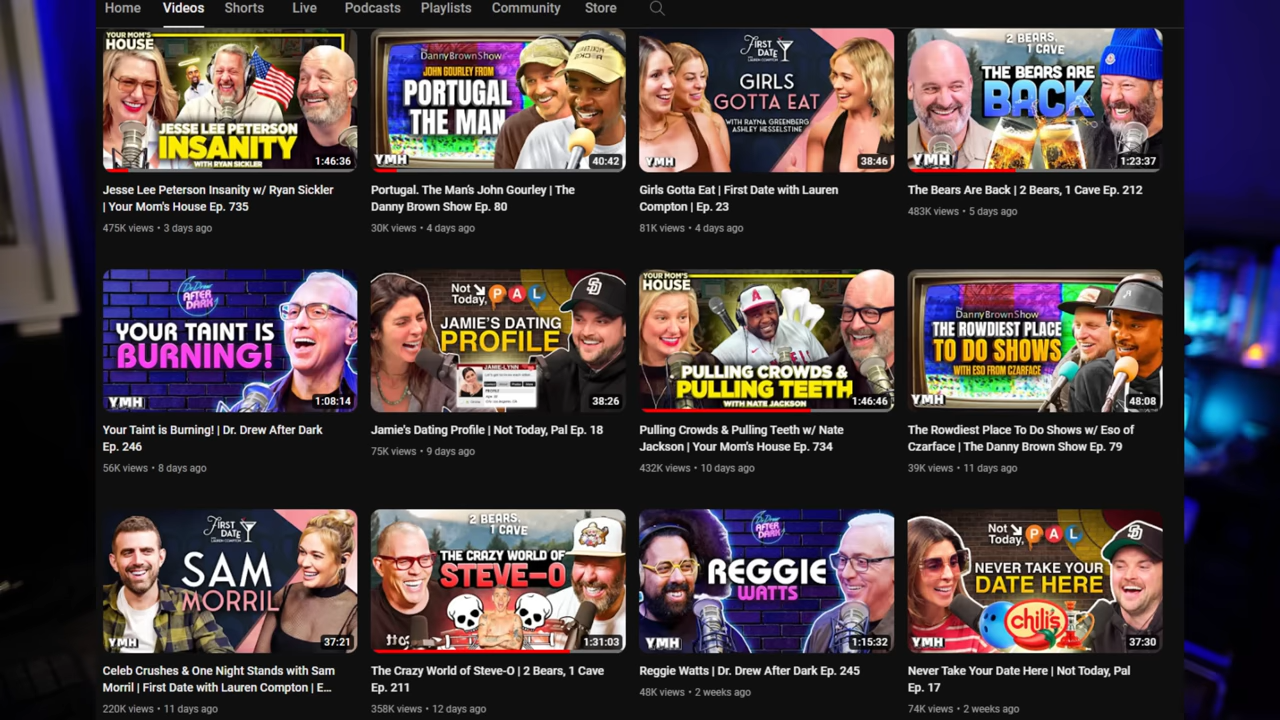 Home Videos Shorts Live Podcasts Playlists Community Store
YOUR MOM'S
HOUSE
JESSE LEE PETERSON
INSANITY
WITH RYAN SICKLER
1:46:36
DannyBrownShow
JOHN GOURLEY FROM
PORTUGAL
THE MAN
YMH
40:42
FIRST
DATE
GIRLS
GOTTA EAT
WITH RAYNA GREENBERG
ASHLEY HESSELSTINE
YMH
38:46
2 BEARS,
1 CAVE
THE BEARS ARE
BACK
YMH
1:23:37
Jesse Lee Peterson Insanity w/ Ryan Sickler
| Your Mom's House Ep. 735
475K views • 3 days ago
Portugal. The Man's John Gourley | The
Danny Brown Show Ep. 80
30K views • 4 days ago
Girls Gotta Eat | First Date with Lauren
Compton | Ep. 23
81K views • 4 days ago
The Bears Are Back | 2 Bears, 1 Cave Ep. 212
483K views • 5 days ago
Dr. Drew
AFTER
DARK
YOUR TAINT IS
BURNING!
YMH
1:08:14
Not
Today, PAL
JAMIE'S DATING
PROFILE
JAMIE-LYNN
38:26
YOUR MOM'S
HOUSE
PULLING CROWDS &
PULLING TEETH
WITH NATE JACKSON
1:46:46
DannyBrownShow
THE ROWDIEST PLACE
TO DO SHOWS
WITH ESO FROM CZARFACE
YMH
48:08
Your Taint is Burning! | Dr. Drew After Dark
Ep. 246
56K views • 8 days ago
Jamie's Dating Profile | Not Today, Pal Ep. 18
75K views • 9 days ago
Pulling Crowds & Pulling Teeth w/ Nate
Jackson | Your Mom's House Ep. 734
432K views • 10 days ago
The Rowdiest Place To Do Shows w/ Eso of
Czarface | The Danny Brown Show Ep. 79
39K views • 11 days ago
FIRST
DATE
SAM
MORRIL
YMH
37:21
2 BEARS,
1 CAVE
THE CRAZY WORLD OF
STEVE-O
1:31:03
Dr. Drew
AFTER
DARK
REGGIE
WATTS
YMH
1:15:32
Not
Today, PAL
NEVER TAKE YOUR
DATE HERE
chili's
YMH
37:30
Celeb Crushes & One Night Stands with Sam
Morril | First Date with Lauren Compton | E...
220K views • 11 days ago
The Crazy World of Steve-O | 2 Bears, 1 Cave
Ep. 211
358K views • 12 days ago
Reggie Watts | Dr. Drew After Dark Ep. 245
48K views • 2 weeks ago
Never Take Your Date Here | Not Today, Pal
Ep. 17
74K views • 2 weeks ago